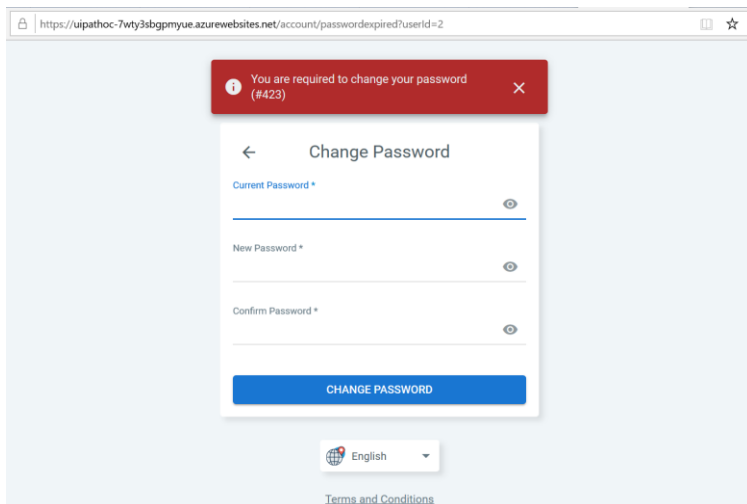 https://uipathoc-7wty3sbgpmyue.azurewebsites.net/account/passwordexpired?userId=2
You are required to change your password
(#423)
Change Password
Current Password *
New Password *
Confirm Password *
CHANGE PASSWORD
English
Terms and Conditions